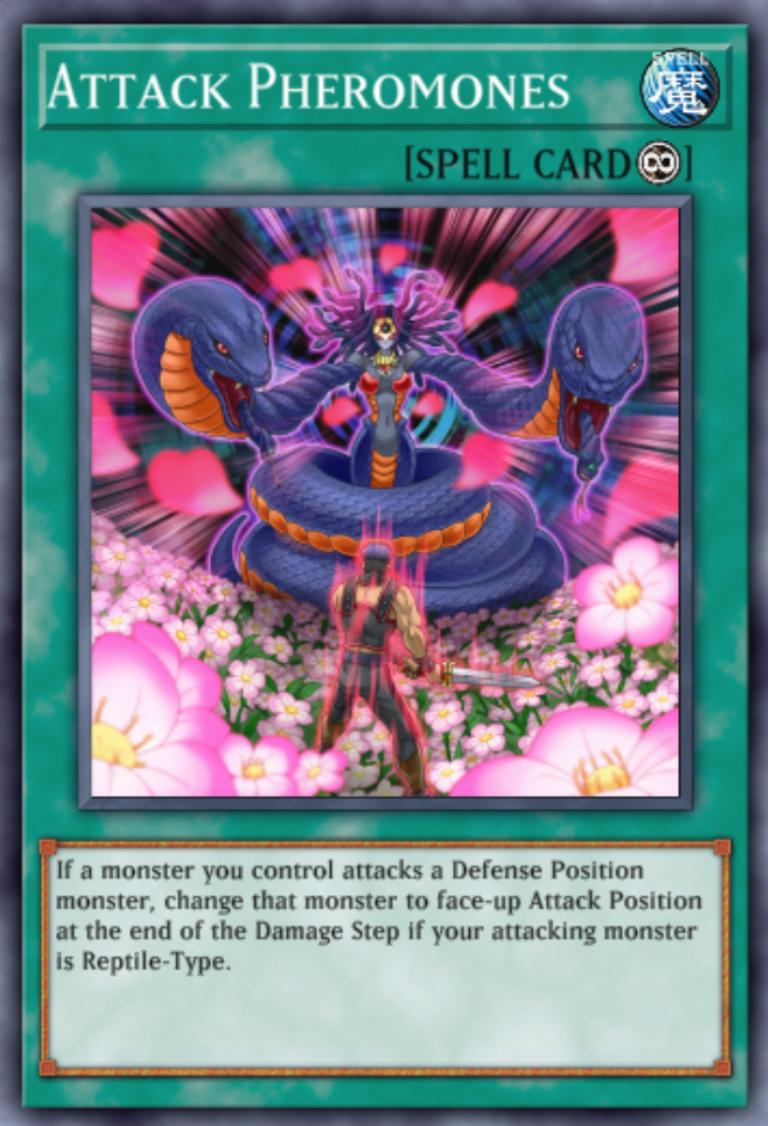 ATTACK PHEROMONES
SPELL
魔
[SPELL CARD]
If a monster you control attacks a Defense Position
monster, change that monster to face-up Attack Position
at the end of the Damage Step if your attacking monster
is Reptile-Type.